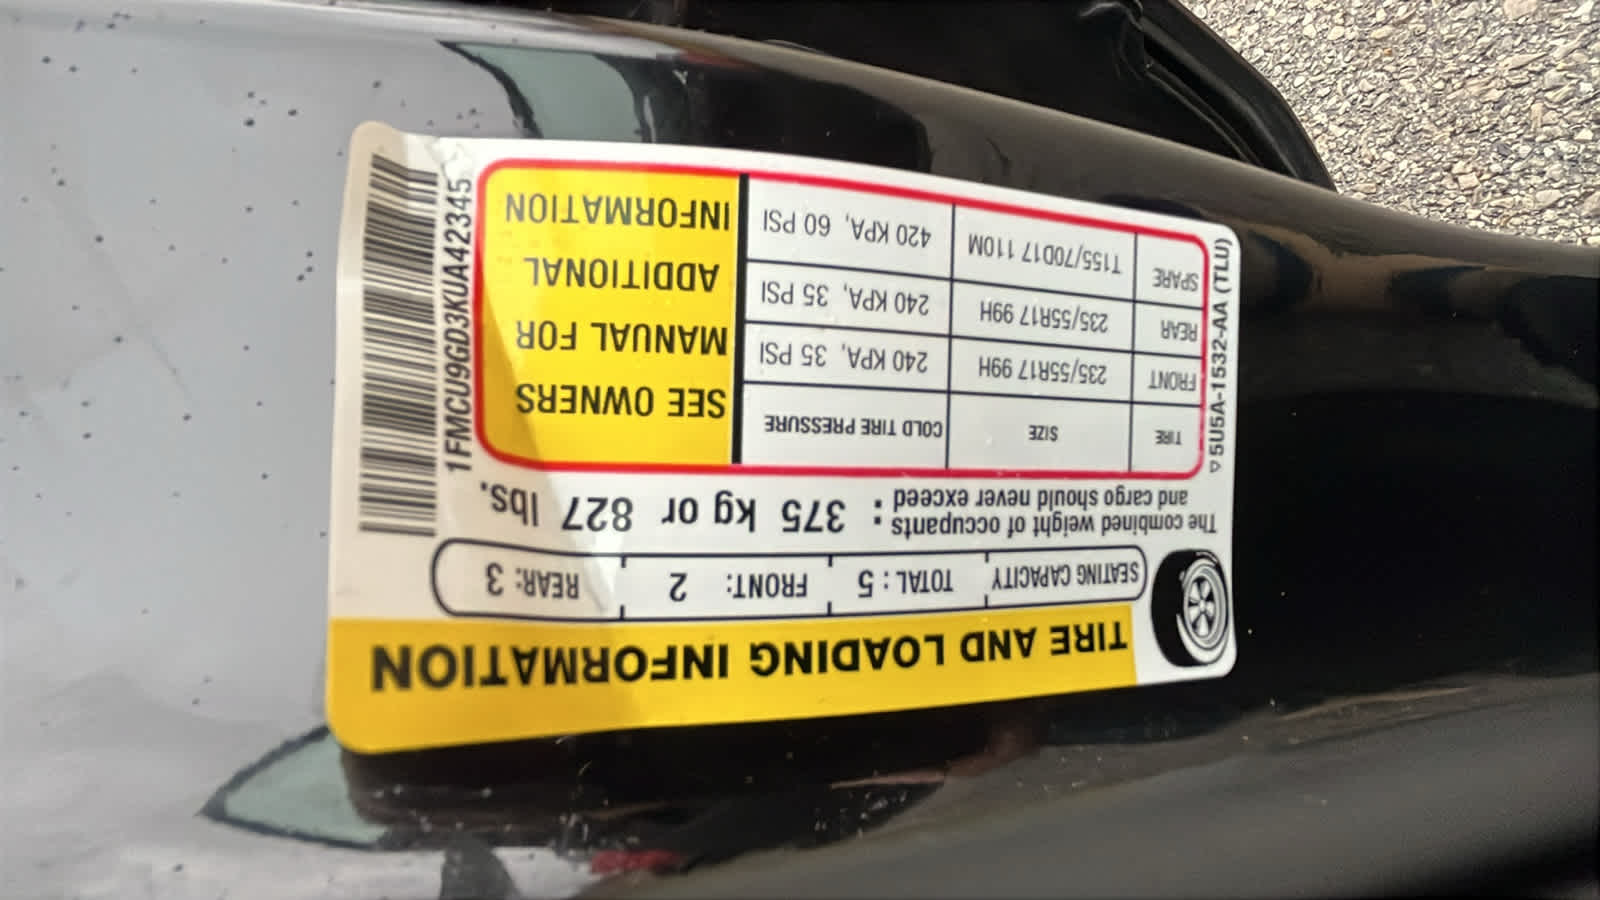 TIRE AND LOADING INFORMATION
SEATING CAPACITY TOTAL : 5 FRONT: 2 REAR: 3
The combined weight of occupants
and cargo should never exceed : 375 kg or 827 lbs.
TIRE SIZE COLD TIRE PRESSURE
FRONT 235/55R17 99H 240 KPA, 35 PSI
REAR 235/55R17 99H 240 KPA, 35 PSI
SPARE T155/70D17 110M 420 KPA, 60 PSI
SEE OWNERS
MANUAL FOR
ADDITIONAL
INFORMATION
▽5U5A-1532-AA (TLU)
1FMCU9GD3KUA42345